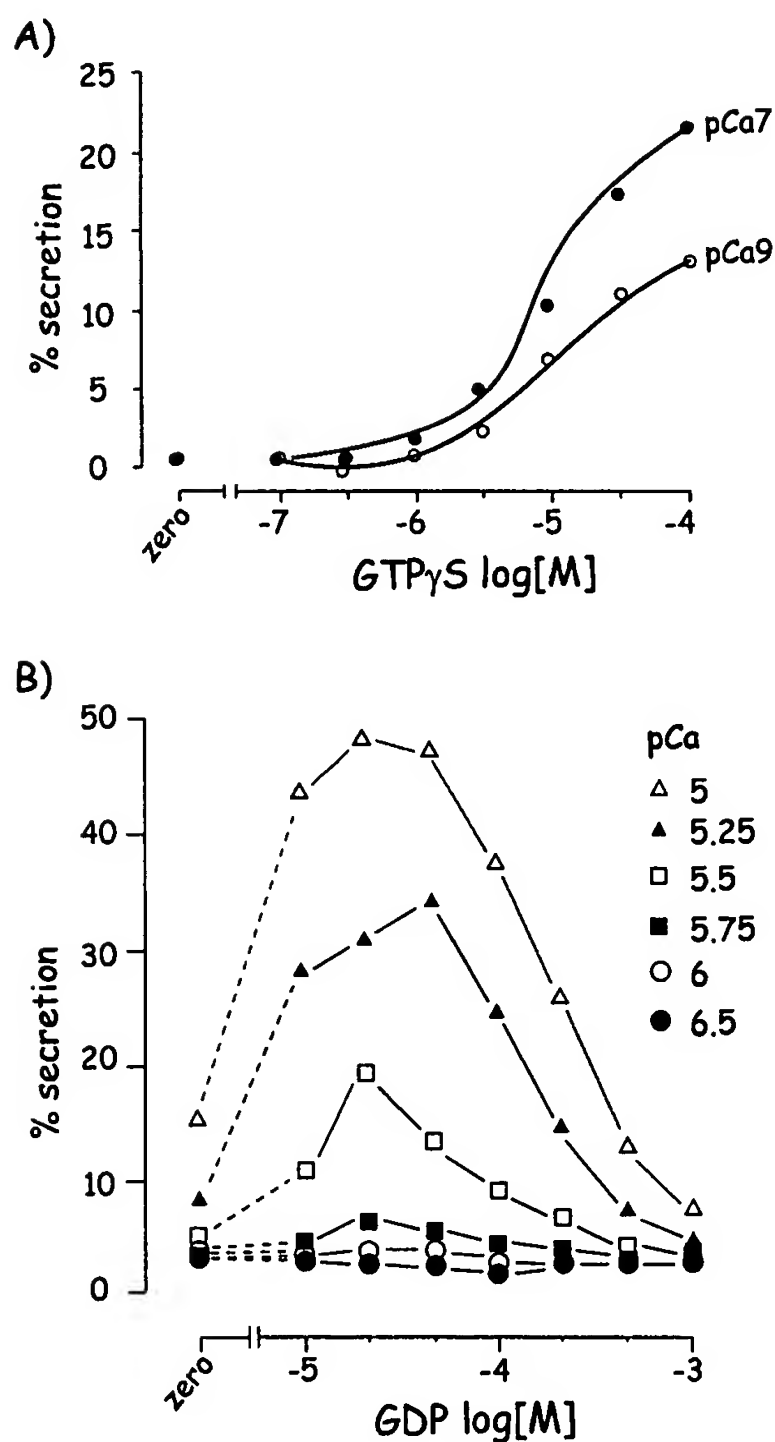 A)
25
20
15
10
5
0
% secretion
pCa7
pCa9
zero
-7
-6
-5
-4
GTPγS log[M]
B)
50
40
30
20
10
0
% secretion
pCa
5
5.25
5.5
5.75
6
6.5
zero
-5
-4
-3
GDP log[M]